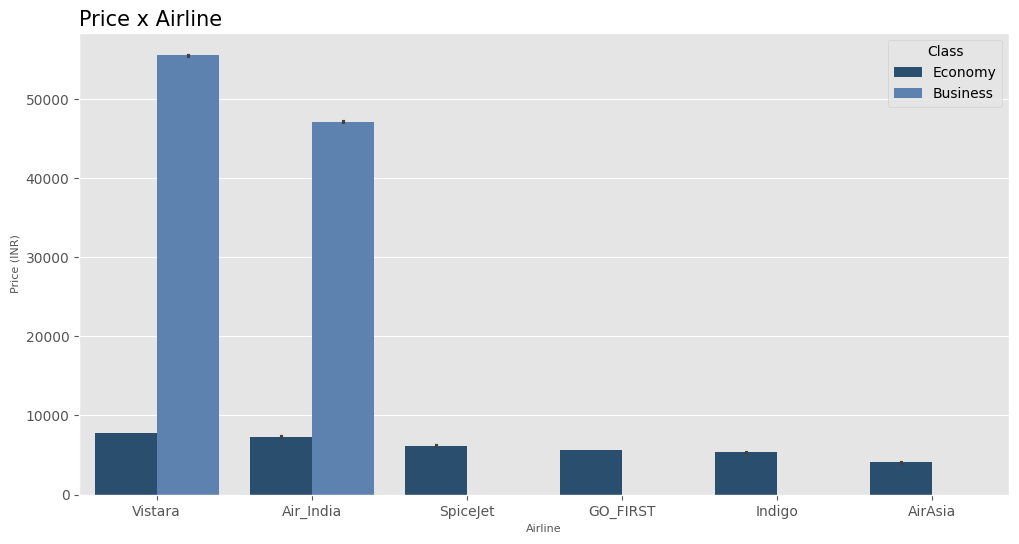 Price x Airline
Class
Economy
Business
50000
40000
30000
20000
10000
0
Price (INR)
Vistara
Air_India
SpiceJet
GO_FIRST
Indigo
AirAsia
Airline